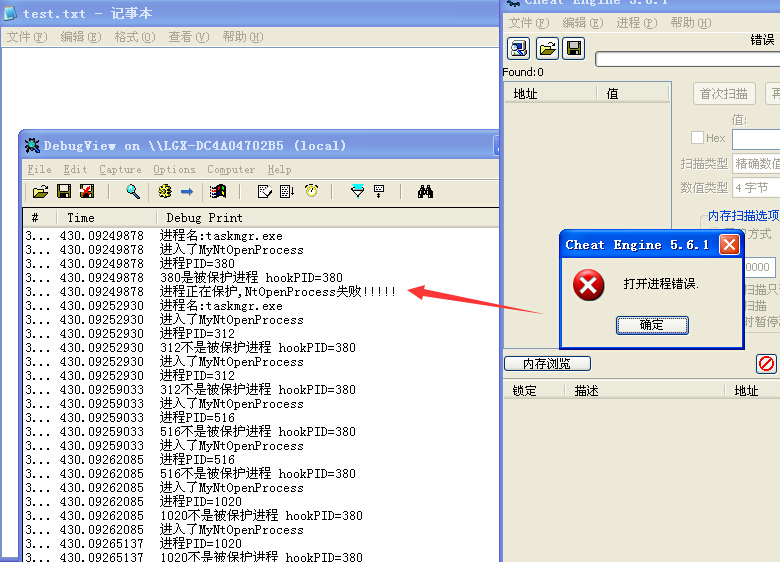 test.txt - 记事本
文件(F) 编辑(E) 格式(O) 查看(V) 帮助(H)
DebugView on \\LGX-DC4A04702B5 (local)
File Edit Capture Options Computer Help
# Time Debug Print
3... 430.09249878 进程名:taskmgr.exe
3... 430.09249878 进入了MyNtOpenProcess
3... 430.09249878 进程PID=380
3... 430.09249878 380是被保护进程 hookPID=380
3... 430.09249878 进程正在保护,NtOpenProcess失败!!!!!
3... 430.09252930 进程名:taskmgr.exe
3... 430.09252930 进入了MyNtOpenProcess
3... 430.09252930 进程PID=312
3... 430.09252930 312不是被保护进程 hookPID=380
3... 430.09252930 进入了MyNtOpenProcess
3... 430.09252930 进程PID=312
3... 430.09259033 312不是被保护进程 hookPID=380
3... 430.09259033 进入了MyNtOpenProcess
3... 430.09259033 进程PID=516
3... 430.09259033 516不是被保护进程 hookPID=380
3... 430.09259033 进入了MyNtOpenProcess
3... 430.09262085 进程PID=516
3... 430.09262085 516不是被保护进程 hookPID=380
3... 430.09262085 进入了MyNtOpenProcess
3... 430.09262085 进程PID=1020
3... 430.09262085 1020不是被保护进程 hookPID=380
3... 430.09262085 进入了MyNtOpenProcess
3... 430.09265137 进程PID=1020
3... 430.09265137 1020不是被保护进程 hookPID=380
Cheat Engine 5.6.1
文件(F) 编辑(E) 进程(P) 帮助(H)
错误
Found:0
地址 值
首次扫描 再
值:
Hex
扫描类型 精确数值
数值类型 4 字节
内存扫描选项
方式
0000
扫描只
扫描
时暂停
Cheat Engine 5.6.1
打开进程错误.
确定
内存浏览
锁定 描述 地址